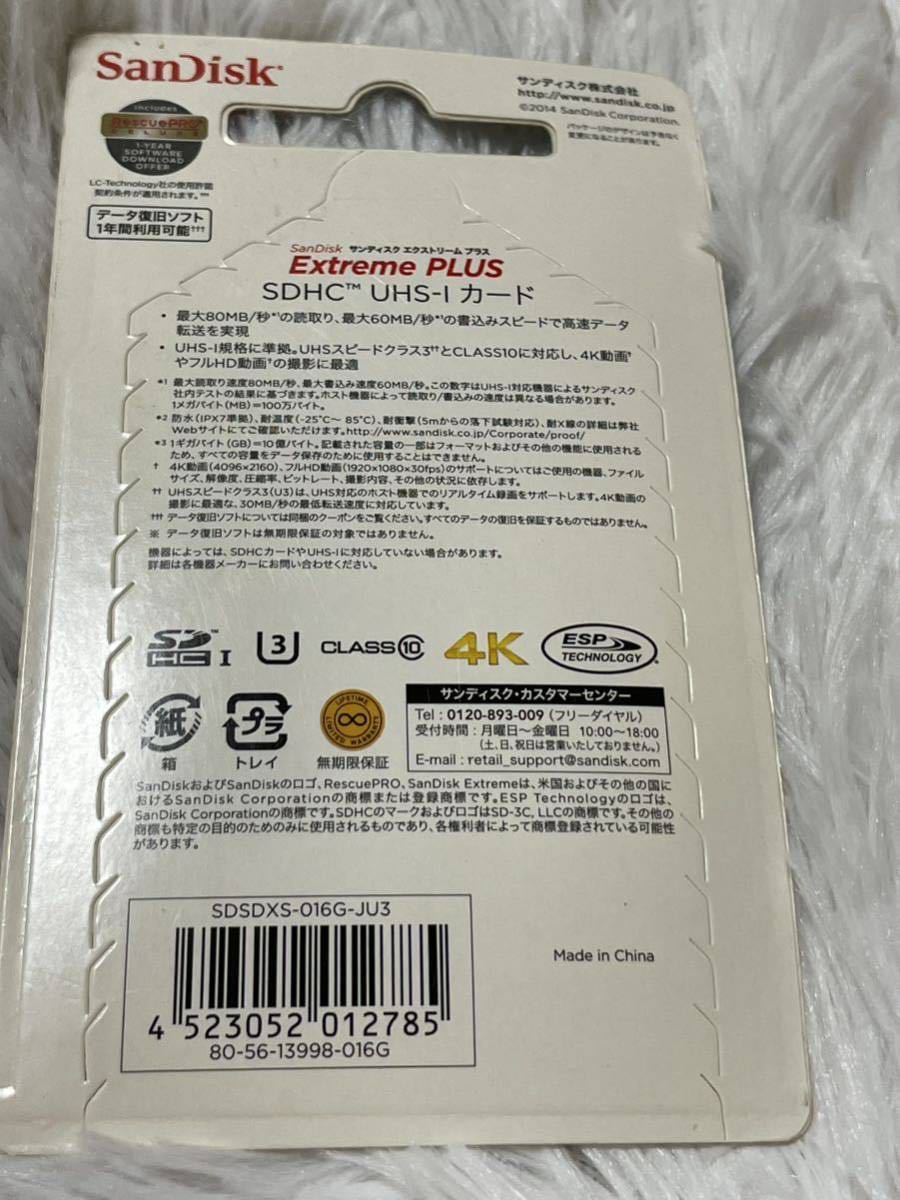 SanDisk
サンディスク株式会社
http://www.sandisk.co.jp
©2014 SanDisk Corporation.
パッケージのデザインは予告なく
変更になることがあります。
includes
RescuePRO®
DELUXE
1-YEAR
SOFTWARE
DOWNLOAD
OFFER
LC-Technology社の使用許諾
契約条件が適用されます。
データ復旧ソフト
1年間利用可能†††
SanDisk サンディスク エクストリーム プラス
Extreme PLUS
SDHC™ UHS-I カード
• 最大80MB/秒*1の読取り、最大60MB/秒*1の書込みスピードで高速データ
転送を実現
• UHS-I規格に準拠。UHSスピードクラス3††とCLASS10に対応し、4K動画†
やフルHD動画†の撮影に最適
*1 最大読取り速度80MB/秒、最大書込み速度60MB/秒。この数字はUHS-I対応機器によるサンディスク
社内テストの結果に基づきます。ホスト機器によって読取り/書込みの速度は異なる場合があります。
1メガバイト(MB)=100万バイト。
*2 防水(IPX7準拠)、耐温度(-25°C〜 85°C)、耐衝撃(5mからの落下試験対応)、耐X線の詳細は弊社
Webサイトにてご確認いただけます。http://www.sandisk.co.jp/Corporate/proof/
*3 1ギガバイト(GB)=10億バイト。記載された容量の一部はフォーマットおよびその他の機能に使用され
るため、すべての容量をデータ保存のために使用することはできません。
† 4K動画(4096×2160)、フルHD動画(1920×1080×30fps)のサポートについてはご使用の機器、ファイル
サイズ、解像度、圧縮率、ビットレート、撮影内容、その他の状況に依存します。
†† UHSスピードクラス3(U3)は、UHS対応のホスト機器でのリアルタイム録画をサポートします。4K動画の
撮影に最適な、30MB/秒の最低転送速度に対応しています。
††† データ復旧ソフトについては同梱のクーポンをご覧ください。すべてのデータの復旧を保証するものではありません。
※ データ復旧ソフトは無期限保証の対象ではありません。
機器によっては、SDHCカードやUHS-Iに対応していない場合があります。
詳細は各機器メーカーにお問い合わせください。
SD HC I 3 CLASS10 4K ESP TECHNOLOGY
紙 箱
プラ トレイ
LIFETIME LIMITED WARRANTY 無期限保証
サンディスク・カスタマーセンター
Tel : 0120-893-009 (フリーダイヤル)
受付時間 : 月曜日〜金曜日 10:00〜18:00
(土、日、祝日は営業いたしておりません。)
E-mail : retail_support@sandisk.com
SanDiskおよびSanDiskのロゴ、RescuePRO、SanDisk Extremeは、米国およびその他の国に
おけるSanDisk Corporationの商標または登録商標です。ESP Technologyのロゴは、
SanDisk Corporationの商標です。SDHCのマークおよびロゴはSD-3C, LLCの商標です。その他の
商標も特定の目的のためのみに使用されるものであり、各権利者によって商標登録されている可能性
があります。
SDSDXS-016G-JU3
4 523052 012785
80-56-13998-016G
Made in China